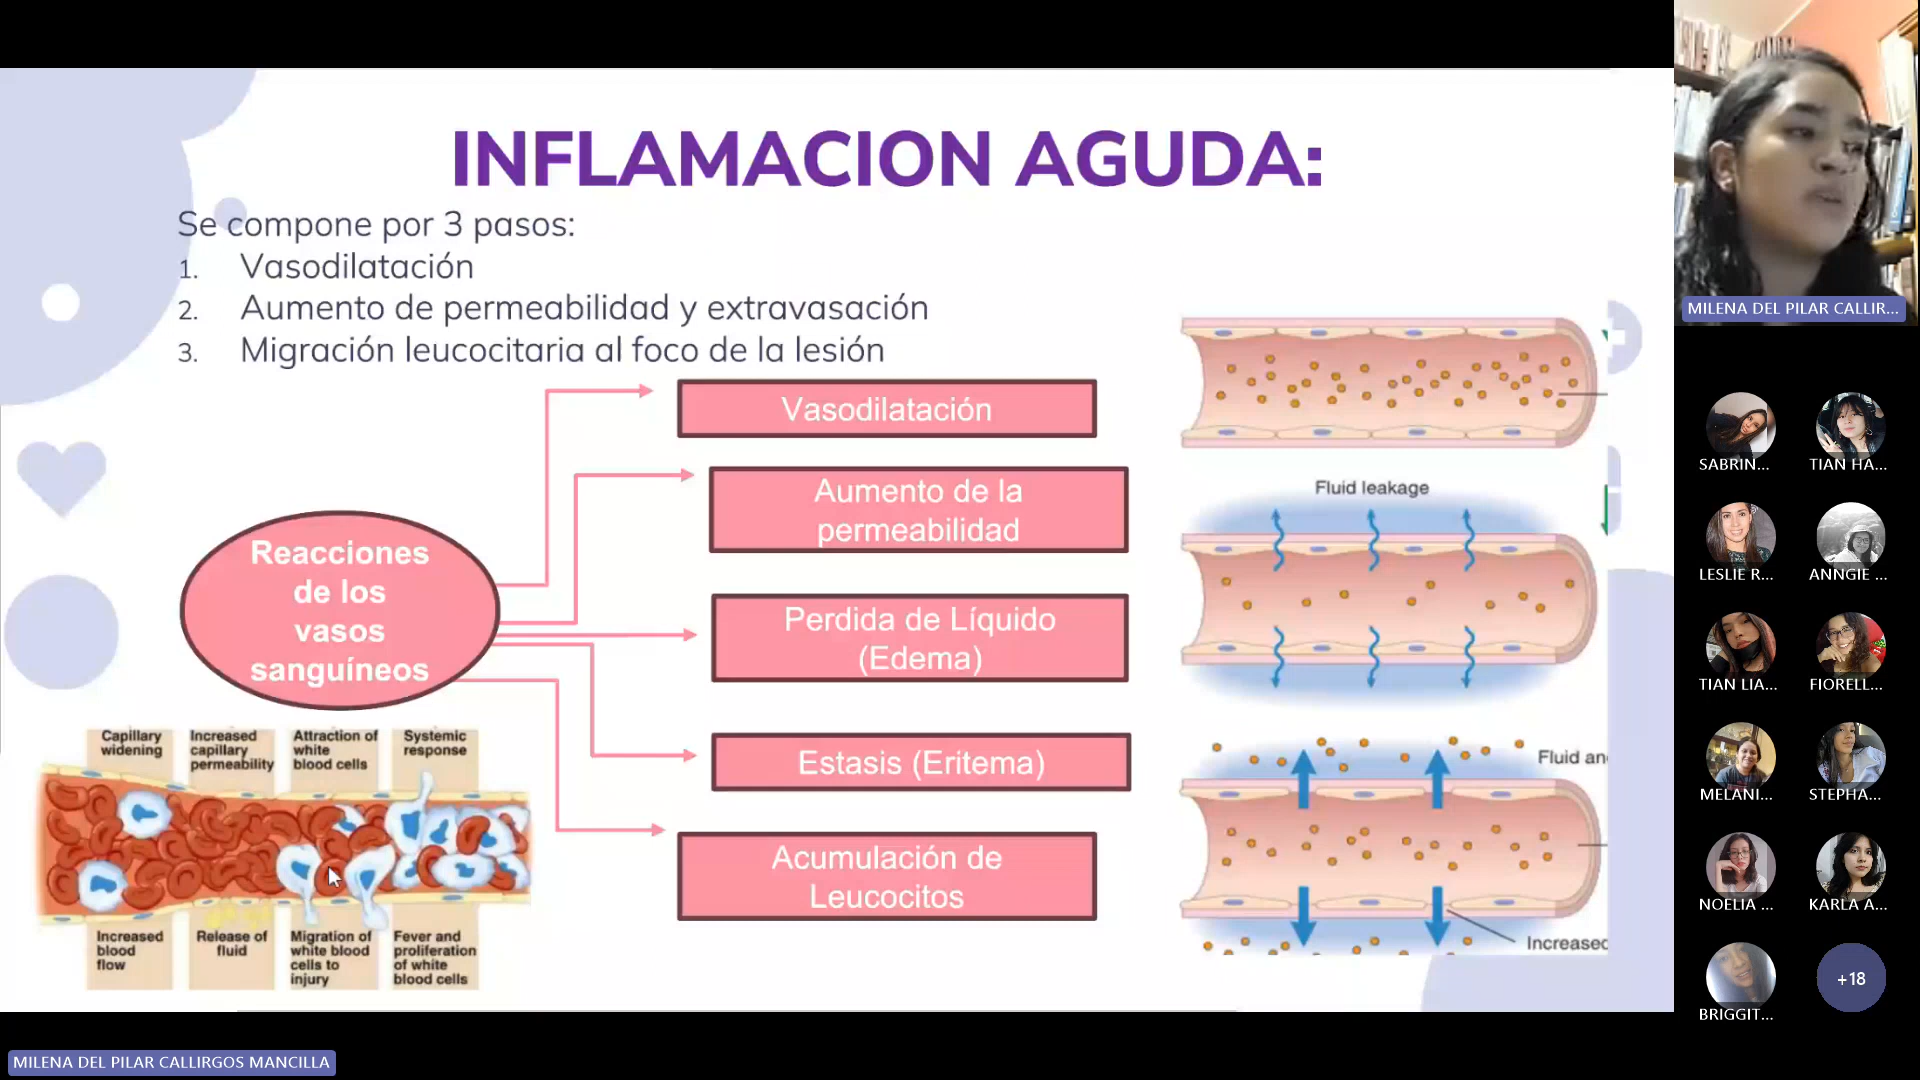 INFLAMACION AGUDA:
Se compone por 3 pasos:
1. Vasodilatación
2. Aumento de permeabilidad y extravasación
3. Migración leucocitaria al foco de la lesión
Reacciones
de los
vasos
sanguíneos
Vasodilatación
Aumento de la
permeabilidad
Perdida de Líquido
(Edema)
Estasis (Eritema)
Acumulación de
Leucocitos
Capillary
widening
Increased
capillary
permeability
Attraction of
white
blood cells
Systemic
response
Increased
blood
flow
Release of
fluid
Migration of
white blood
cells to
injury
Fever and
proliferation
of white
blood cells
Fluid leakage
Fluid an
Increased
MILENA DEL PILAR CALLIR...
SABRIN...
TIAN HA...
LESLIE R...
ANNGIE ...
TIAN LIA...
FIORELL...
MELANI...
STEPHA...
NOELIA ...
KARLA A...
BRIGGIT...
+18
MILENA DEL PILAR CALLIRGOS MANCILLA